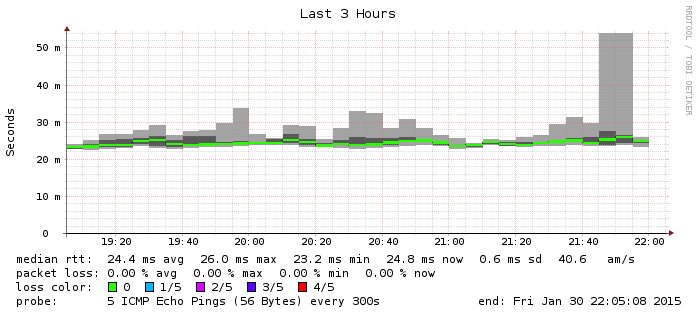 Last 3 Hours
RRDTOOL / TOBI OETIKER
Seconds
50 m
40 m
30 m
20 m
10 m
0
19:20 19:40 20:00 20:20 20:40 21:00 21:20 21:40 22:00
median rtt: 24.4 ms avg 26.0 ms max 23.2 ms min 24.8 ms now 0.6 ms sd 40.6 am/s
packet loss: 0.00 % avg 0.00 % max 0.00 % min 0.00 % now
loss color: 0 1/5 2/5 3/5 4/5
probe: 5 ICMP Echo Pings (56 Bytes) every 300s end: Fri Jan 30 22:05:08 2015